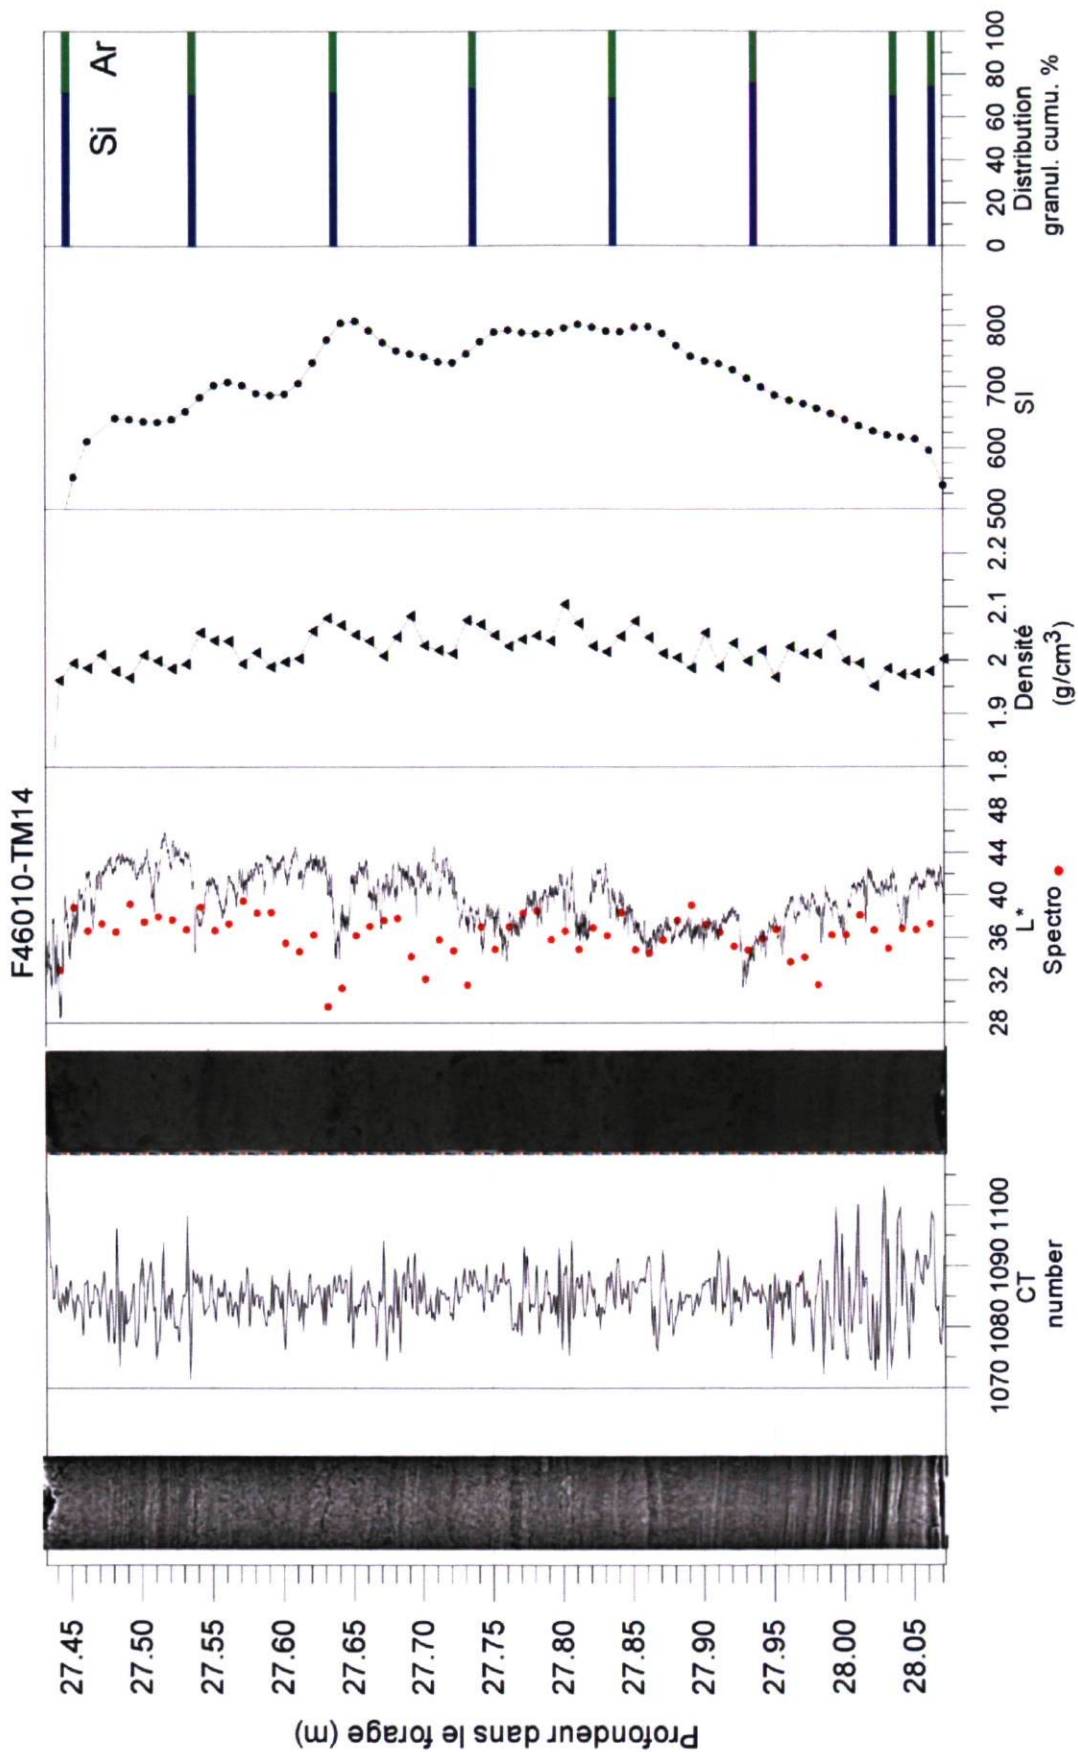 F46010-TM14
Si Ar
Profondeur dans le forage (m)
27.45
27.50
27.55
27.60
27.65
27.70
27.75
27.80
27.85
27.90
27.95
28.00
28.05
1070 1080 1090 1100
CT
number
28 32 36 40 44 48
L*
Spectro
1.8 1.9 2 2.1 2.2
Densité
(g/cm³)
500 600 700 800
SI
0 20 40 60 80 100
Distribution
granul. cumu. %